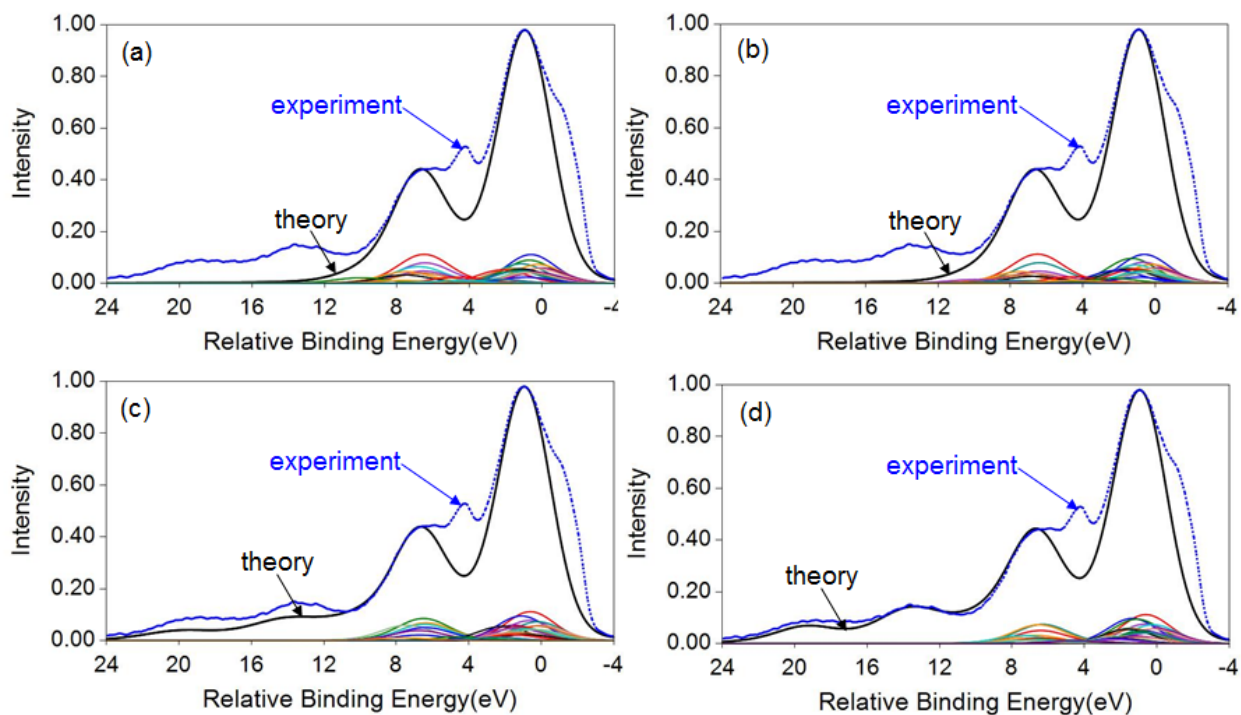 (a)
1.00
0.80
0.60
0.40
0.20
0.00
Intensity
experiment
theory
24 20 16 12 8 4 0 -4
Relative Binding Energy(eV)
(b)
1.00
0.80
0.60
0.40
0.20
0.00
Intensity
experiment
theory
24 20 16 12 8 4 0 -4
Relative Binding Energy(eV)
(c)
1.00
0.80
0.60
0.40
0.20
0.00
Intensity
experiment
theory
24 20 16 12 8 4 0 -4
Relative Binding Energy(eV)
(d)
1.00
0.80
0.60
0.40
0.20
0.00
Intensity
experiment
theory
24 20 16 12 8 4 0 -4
Relative Binding Energy(eV)